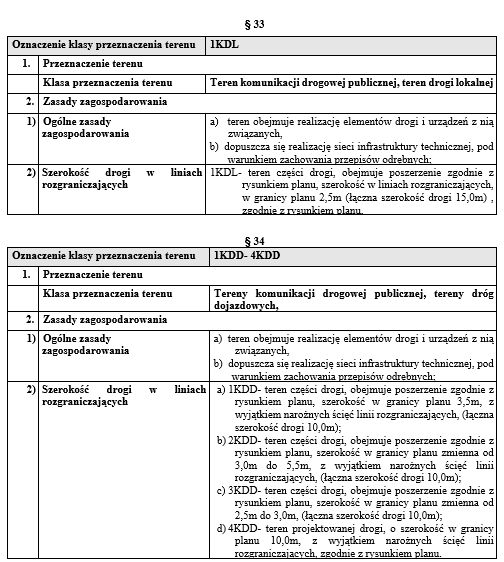 § 33
Oznaczenie klasy przeznaczenia terenu 1KDL
1. Przeznaczenie terenu
Klasa przeznaczenia terenu Teren komunikacji drogowej publicznej, teren drogi lokalnej
2. Zasady zagospodarowania
1) Ogólne zasady zagospodarowania
a) teren obejmuje realizację elementów drogi i urządzeń z nią
związanych,
b) dopuszcza się realizację sieci infrastruktury technicznej, pod
warunkiem zachowania przepisów odrebnych;
2) Szerokość drogi w liniach
rozgraniczających
1KDL- teren części drogi, obejmuje poszerzenie zgodnie z
rysunkiem planu, szerokość w liniach rozgraniczających,
w granicy planu 2,5m (łączna szerokość drogi 15,0m) ,
zgodnie z rysunkiem planu.
§ 34
Oznaczenie klasy przeznaczenia terenu 1KDD- 4KDD
1. Przeznaczenie terenu
Klasa przeznaczenia terenu
Tereny komunikacji drogowej publicznej, tereny dróg
dojazdowych,
2. Zasady zagospodarowania
1) Ogólne zasady
zagospodarowania
a) teren obejmuje realizację elementów drogi i urządzeń z nią
związanych,
b) dopuszcza się realizację sieci infrastruktury technicznej, pod
warunkiem zachowania przepisów odrebnych;
2) Szerokość drogi w liniach
rozgraniczających
a) 1KDD- teren części drogi, obejmuje poszerzenie zgodnie z
rysunkiem planu, szerokość w granicy planu 3,5m, z
wyjątkiem narożnych ścięć linii rozgraniczających, (łączna
szerokość drogi 10,0m);
b) 2KDD- teren części drogi, obejmuje poszerzenie zgodnie z
rysunkiem planu, szerokość w granicy planu zmienna od
3,0m do 5,5m, z wyjątkiem narożnych ścięć linii
rozgraniczających, (łączna szerokość drogi 10,0m);
c) 3KDD- teren części drogi, obejmuje poszerzenie zgodnie z
rysunkiem planu, szerokość w granicy planu zmienna od
2,5m do 3,0m, (łączna szerokość drogi 10,0m);
d) 4KDD- teren projektowanej drogi, o szerokość w granicy
planu 10,0m, z wyjątkiem narożnych ścięć linii
rozgraniczających, zgodnie z rysunkiem planu.